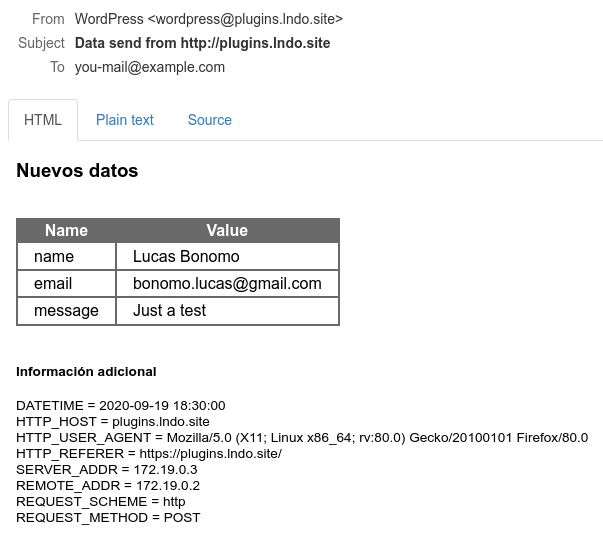 From WordPress <wordpress@plugins.lndo.site>
Subject Data send from http://plugins.lndo.site
To you-mail@example.com
HTML Plain text Source
Nuevos datos
Name Value
name Lucas Bonomo
email bonomo.lucas@gmail.com
message Just a test
Información adicional
DATETIME = 2020-09-19 18:30:00
HTTP_HOST = plugins.lndo.site
HTTP_USER_AGENT = Mozilla/5.0 (X11; Linux x86_64; rv:80.0) Gecko/20100101 Firefox/80.0
HTTP_REFERER = https://plugins.lndo.site/
SERVER_ADDR = 172.19.0.3
REMOTE_ADDR = 172.19.0.2
REQUEST_SCHEME = http
REQUEST_METHOD = POST